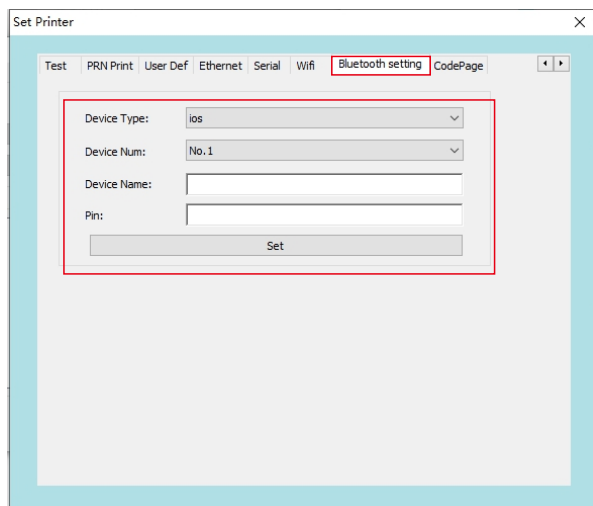 Set Printer
Test PRN Print User Def Ethernet Serial Wifi Bluetooth setting CodePage
Device Type: ios
Device Num: No.1
Device Name:
Pin:
Set